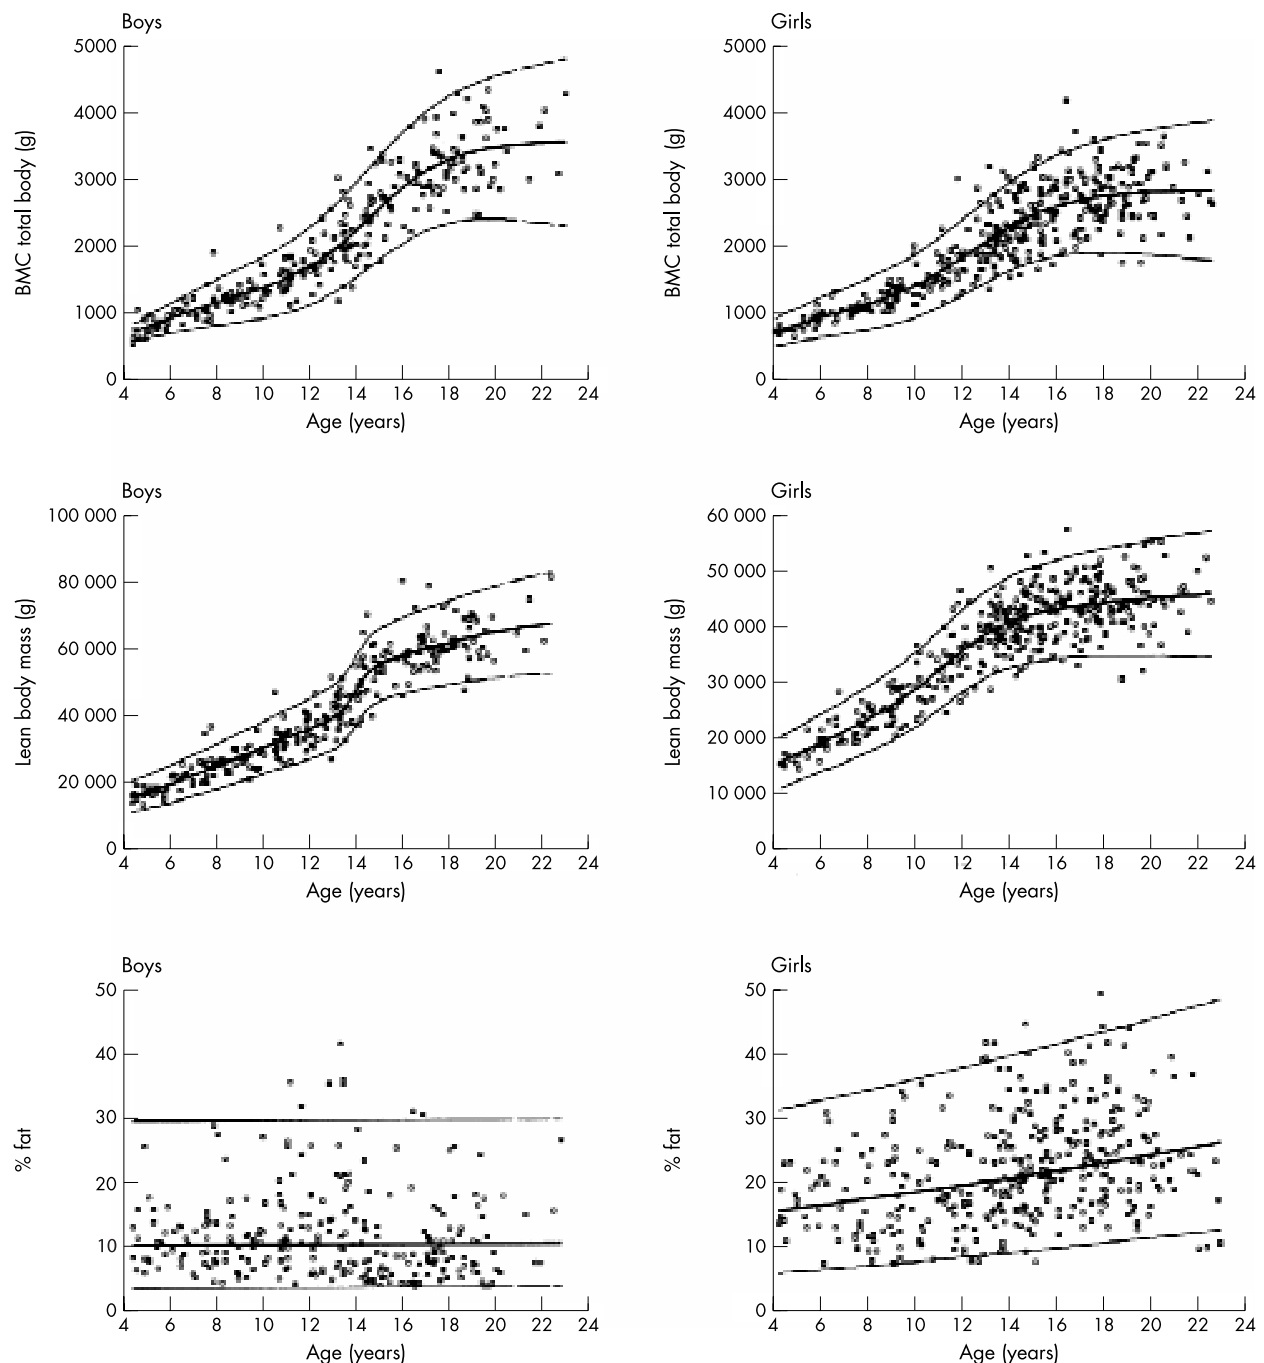 Boys
5000
4000
3000
2000
1000
0
BMC total body (g)
4 6 8 10 12 14 16 18 20 22 24
Age (years)
Girls
5000
4000
3000
2000
1000
0
BMC total body (g)
4 6 8 10 12 14 16 18 20 22 24
Age (years)
Boys
100 000
80 000
60 000
40 000
20 000
0
Lean body mass (g)
4 6 8 10 12 14 16 18 20 22 24
Age (years)
Girls
60 000
50 000
40 000
30 000
20 000
10 000
0
Lean body mass (g)
4 6 8 10 12 14 16 18 20 22 24
Age (years)
Boys
50
40
30
20
10
0
% fat
4 6 8 10 12 14 16 18 20 22 24
Age (years)
Girls
50
40
30
20
10
0
% fat
4 6 8 10 12 14 16 18 20 22 24
Age (years)